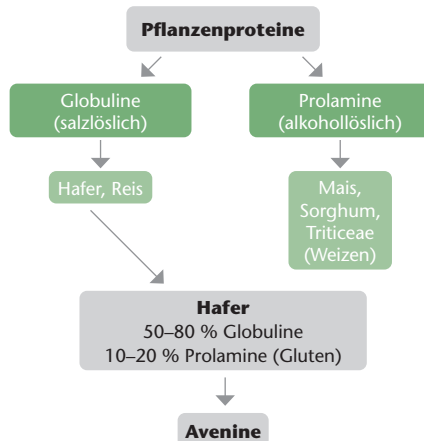 Pflanzenproteine
Globuline
(salzlöslich)
Prolamine
(alkohollöslich)
Hafer, Reis
Mais,
Sorghum,
Triticeae
(Weizen)
Hafer
50–80 % Globuline
10–20 % Prolamine (Gluten)
Avenine